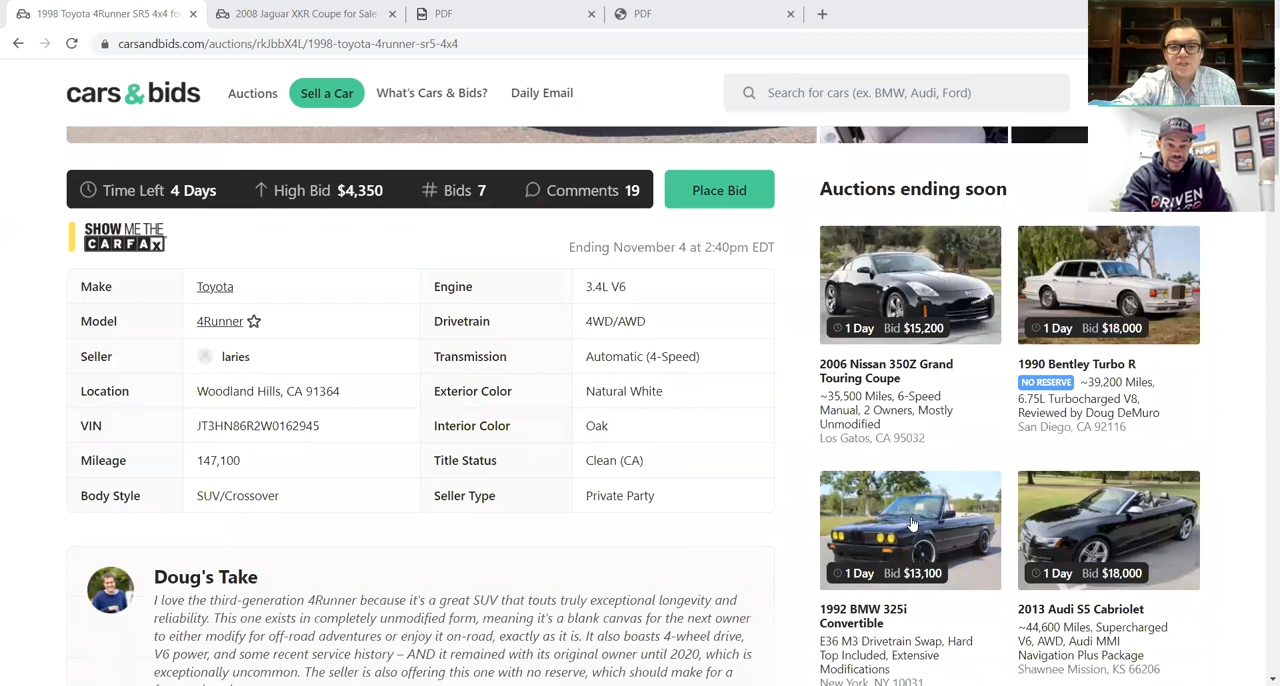 1998 Toyota 4Runner SR5 4x4 fo
2008 Jaguar XKR Coupe for Sale
PDF
PDF
carsandbids.com/auctions/rkJbbX4L/1998-toyota-4runner-sr5-4x4
cars&bids
Auctions
Sell a Car
What's Cars & Bids?
Daily Email
Search for cars (ex. BMW, Audi, Ford)
Time Left 4 Days
High Bid $4,350
# Bids 7
Comments 19
Place Bid
SHOW ME THE
CARFAX
Ending November 4 at 2:40pm EDT
Make Toyota Engine 3.4L V6
Model 4Runner Drivetrain 4WD/AWD
Seller laries Transmission Automatic (4-Speed)
Location Woodland Hills, CA 91364 Exterior Color Natural White
VIN JT3HN86R2W0162945 Interior Color Oak
Mileage 147,100 Title Status Clean (CA)
Body Style SUV/Crossover Seller Type Private Party
Doug's Take
I love the third-generation 4Runner because it's a great SUV that touts truly exceptional longevity and
reliability. This one exists in completely unmodified form, meaning it's a blank canvas for the next owner
to either modify for off-road adventures or enjoy it on-road, exactly as it is. It also boasts 4-wheel drive,
V6 power, and some recent service history – AND it remained with its original owner until 2020, which is
exceptionally uncommon. The seller is also offering this one with no reserve, which should make for a
Auctions ending soon
1 Day Bid $15,200
2006 Nissan 350Z Grand
Touring Coupe
~35,500 Miles, 6-Speed
Manual, 2 Owners, Mostly
Unmodified
Los Gatos, CA 95032
1 Day Bid $18,000
1990 Bentley Turbo R
NO RESERVE ~39,200 Miles,
6.75L Turbocharged V8,
Reviewed by Doug DeMuro
San Diego, CA 92116
1 Day Bid $13,100
1992 BMW 325i
Convertible
E36 M3 Drivetrain Swap, Hard
Top Included, Extensive
Modifications
New York, NY 10031
1 Day Bid $18,000
2013 Audi S5 Cabriolet
~44,600 Miles, Supercharged
V6, AWD, Audi MMI
Navigation Plus Package
Shawnee Mission, KS 66206
DRIVEN